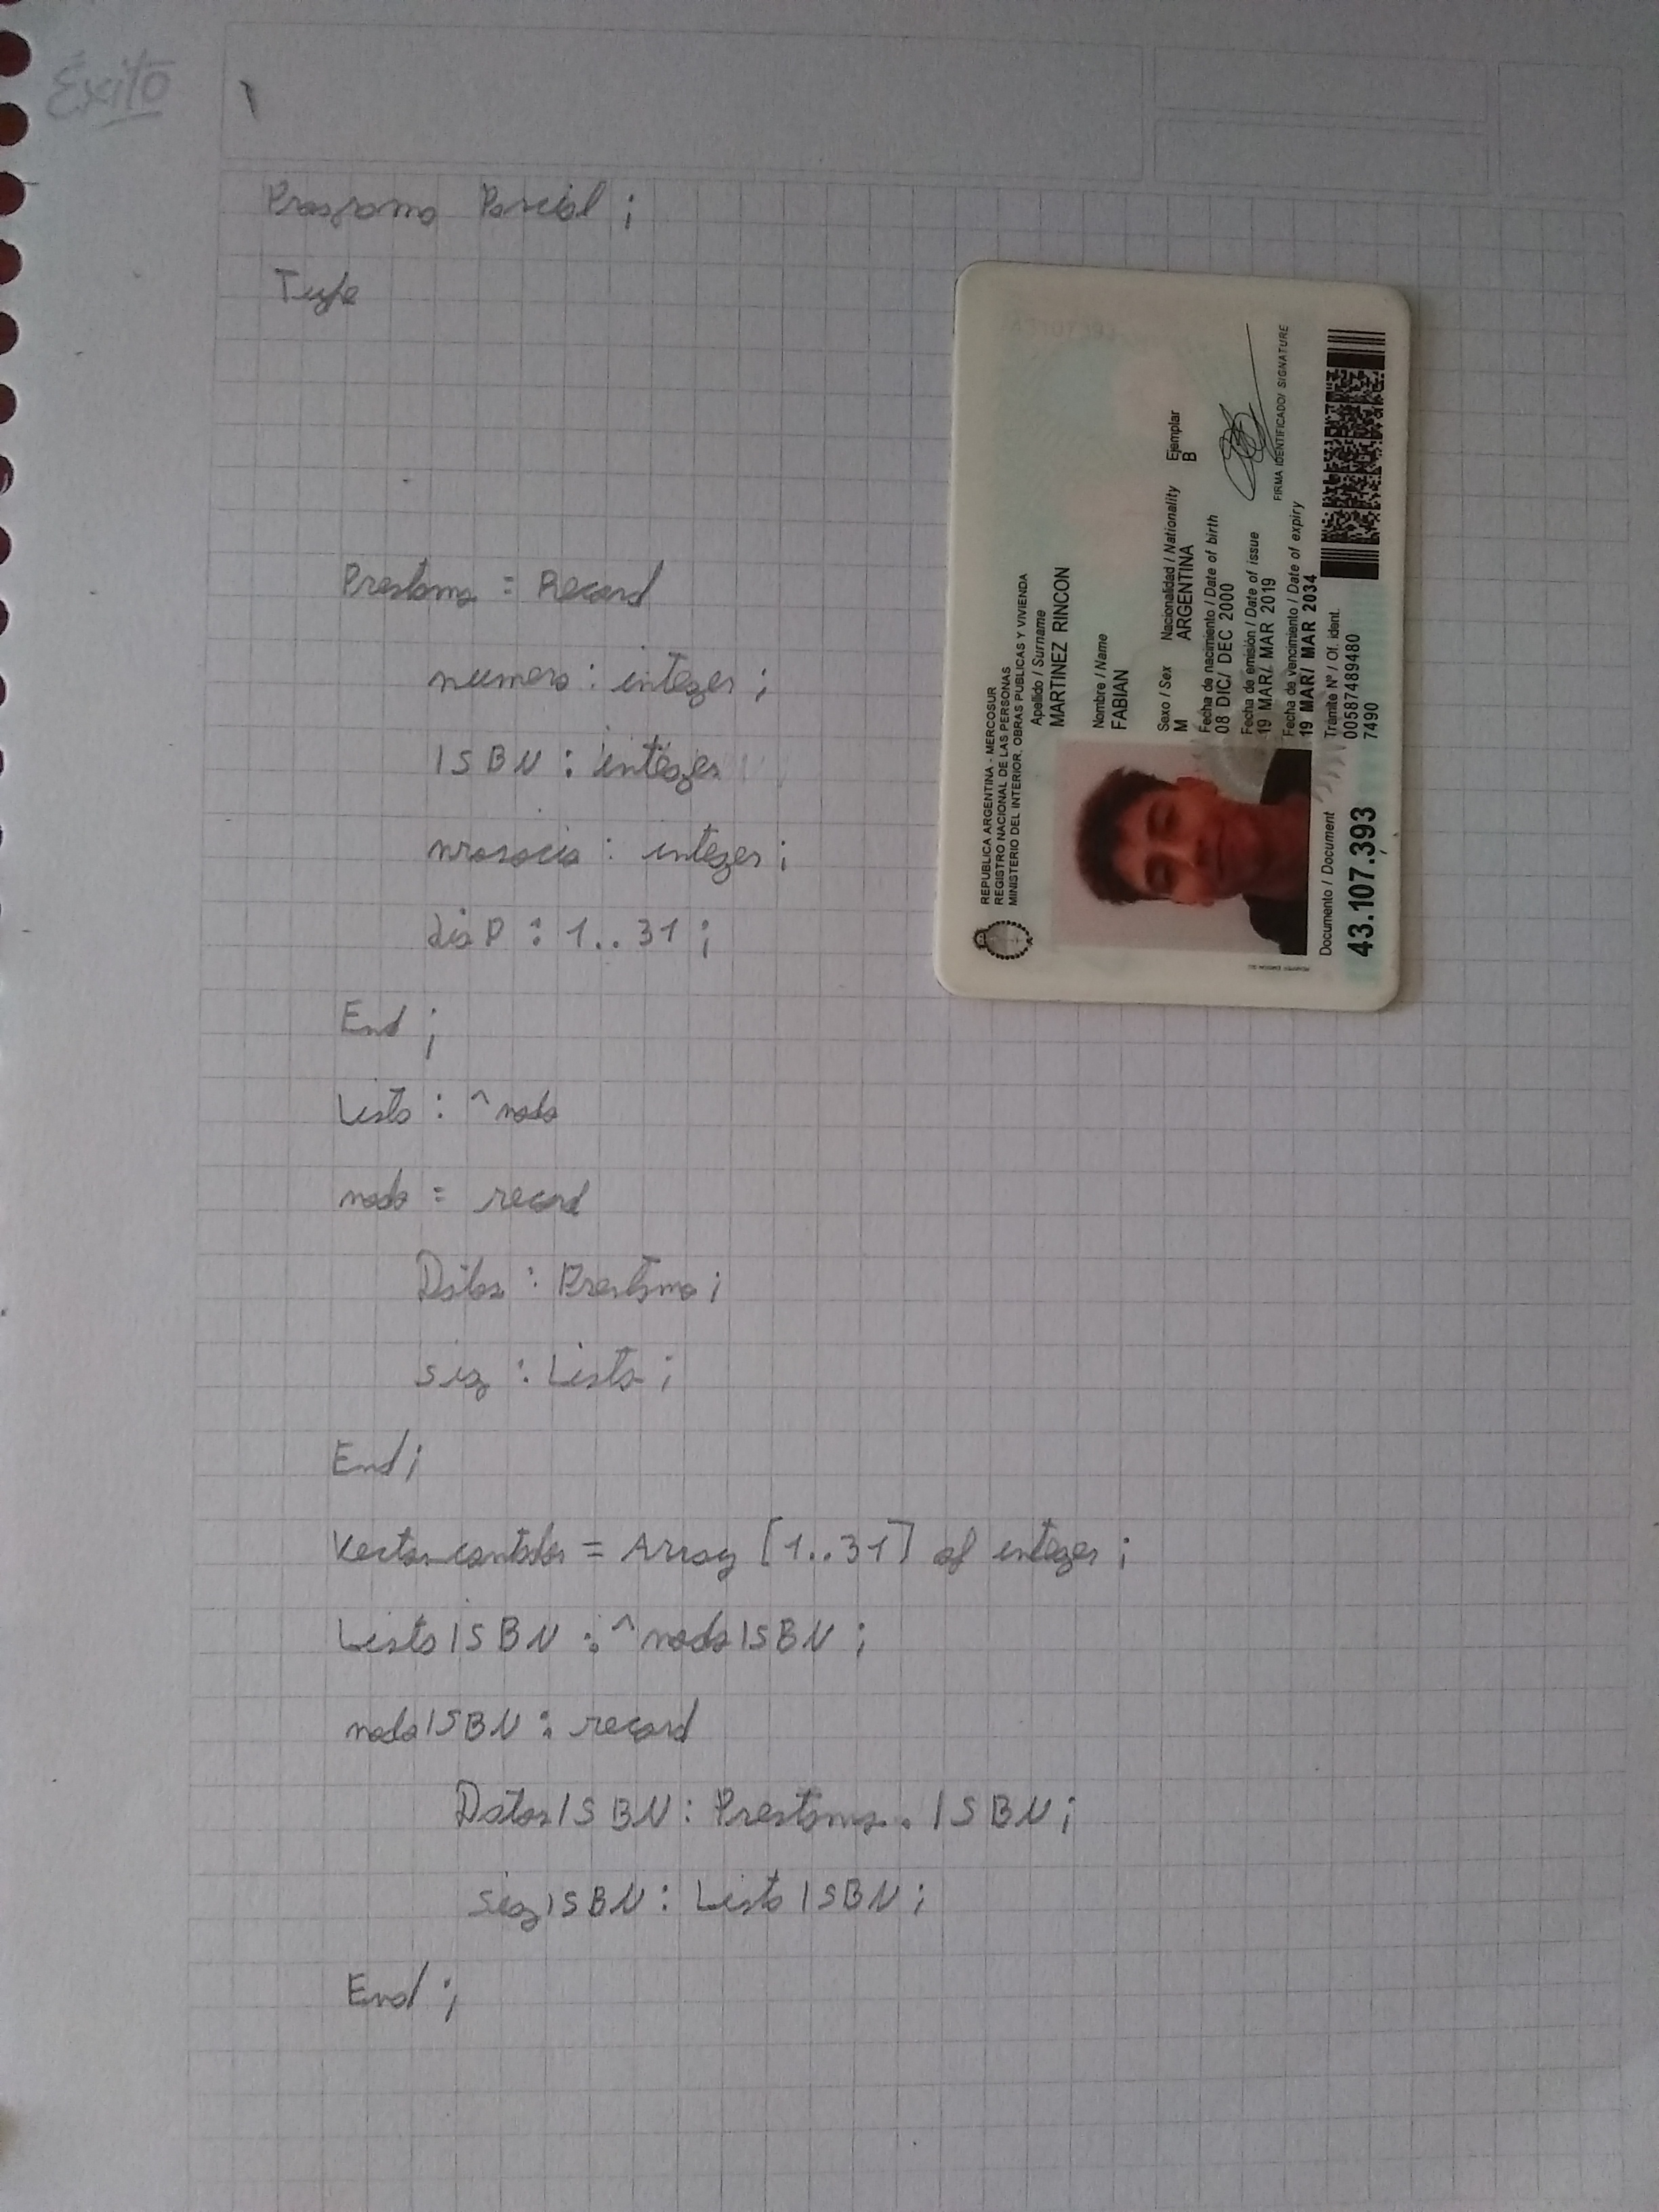 Éxito
Programa Parcial ;
Type
Prestamo = Record
numero : integer ;
ISBN : integer
nrosocio : integer ;
diaP : 1..31 ;
End ;
Lista : ^nodo
nodo = record
Datos : Prestamo ;
sig : Lista ;
End ;
Vector_contador = Array [1..31] of integer ;
ListaISBN : ^nodoISBN ;
nodoISBN : record
DatosISBN : Prestamo . ISBN ;
sigISBN : ListaISBN ;
End ;
REPUBLICA ARGENTINA - MERCOSUR
REGISTRO NACIONAL DE LAS PERSONAS
MINISTERIO DEL INTERIOR, OBRAS PUBLICAS Y VIVIENDA
Apellido / Surname
MARTINEZ RINCON
Nombre / Name
FABIAN
Sexo / Sex Nacionalidad / Nationality Ejemplar
M ARGENTINA B
Fecha de nacimiento / Date of birth
08 DIC/ DEC 2000
Fecha de emisión / Date of issue
19 MAR/ MAR 2019
FIRMA IDENTIFICADO/ SIGNATURE
Fecha de vencimiento / Date of expiry
19 MAR/ MAR 2034
Trámite Nº / Of. ident.
00587489480
7490
Documento / Document
43.107.393